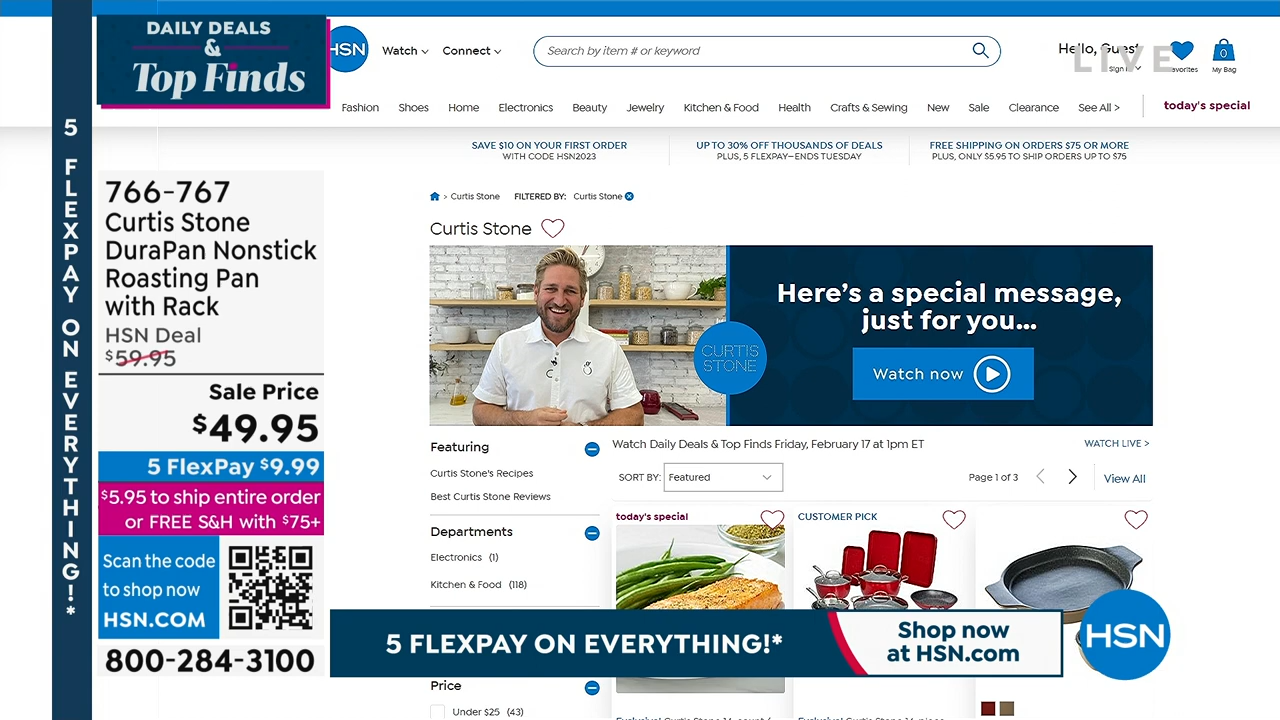 DAILY DEALS
&
Top Finds
5 FLEXPAY ON EVERYTHING!*
766-767
Curtis Stone
DuraPan Nonstick
Roasting Pan
with Rack
HSN Deal
$59.95
Sale Price
$49.95
5 FlexPay $9.99
$5.95 to ship entire order
or FREE S&H with $75+
Scan the code
to shop now
HSN.COM
800-284-3100
HSN
Watch
Connect
Search by item # or keyword
Hello, Guest
Sign In
LIVE
Favorites
0
My Bag
Fashion Shoes Home Electronics Beauty Jewelry Kitchen & Food Health Crafts & Sewing New Sale Clearance See All > today's special
SAVE $10 ON YOUR FIRST ORDER
WITH CODE HSN2023
UP TO 30% OFF THOUSANDS OF DEALS
PLUS, 5 FLEXPAY—ENDS TUESDAY
FREE SHIPPING ON ORDERS $75 OR MORE
PLUS, ONLY $5.95 TO SHIP ORDERS UP TO $75
> Curtis Stone FILTERED BY: Curtis Stone
Curtis Stone
CURTIS
STONE
Here's a special message,
just for you...
Watch now
Featuring
Curtis Stone's Recipes
Best Curtis Stone Reviews
Departments
Electronics (1)
Kitchen & Food (118)
Price
Under $25 (43)
Watch Daily Deals & Top Finds Friday, February 17 at 1pm ET
WATCH LIVE >
SORT BY: Featured
Page 1 of 3
View All
today's special
CUSTOMER PICK
5 FLEXPAY ON EVERYTHING!*
Shop now
at HSN.com
HSN